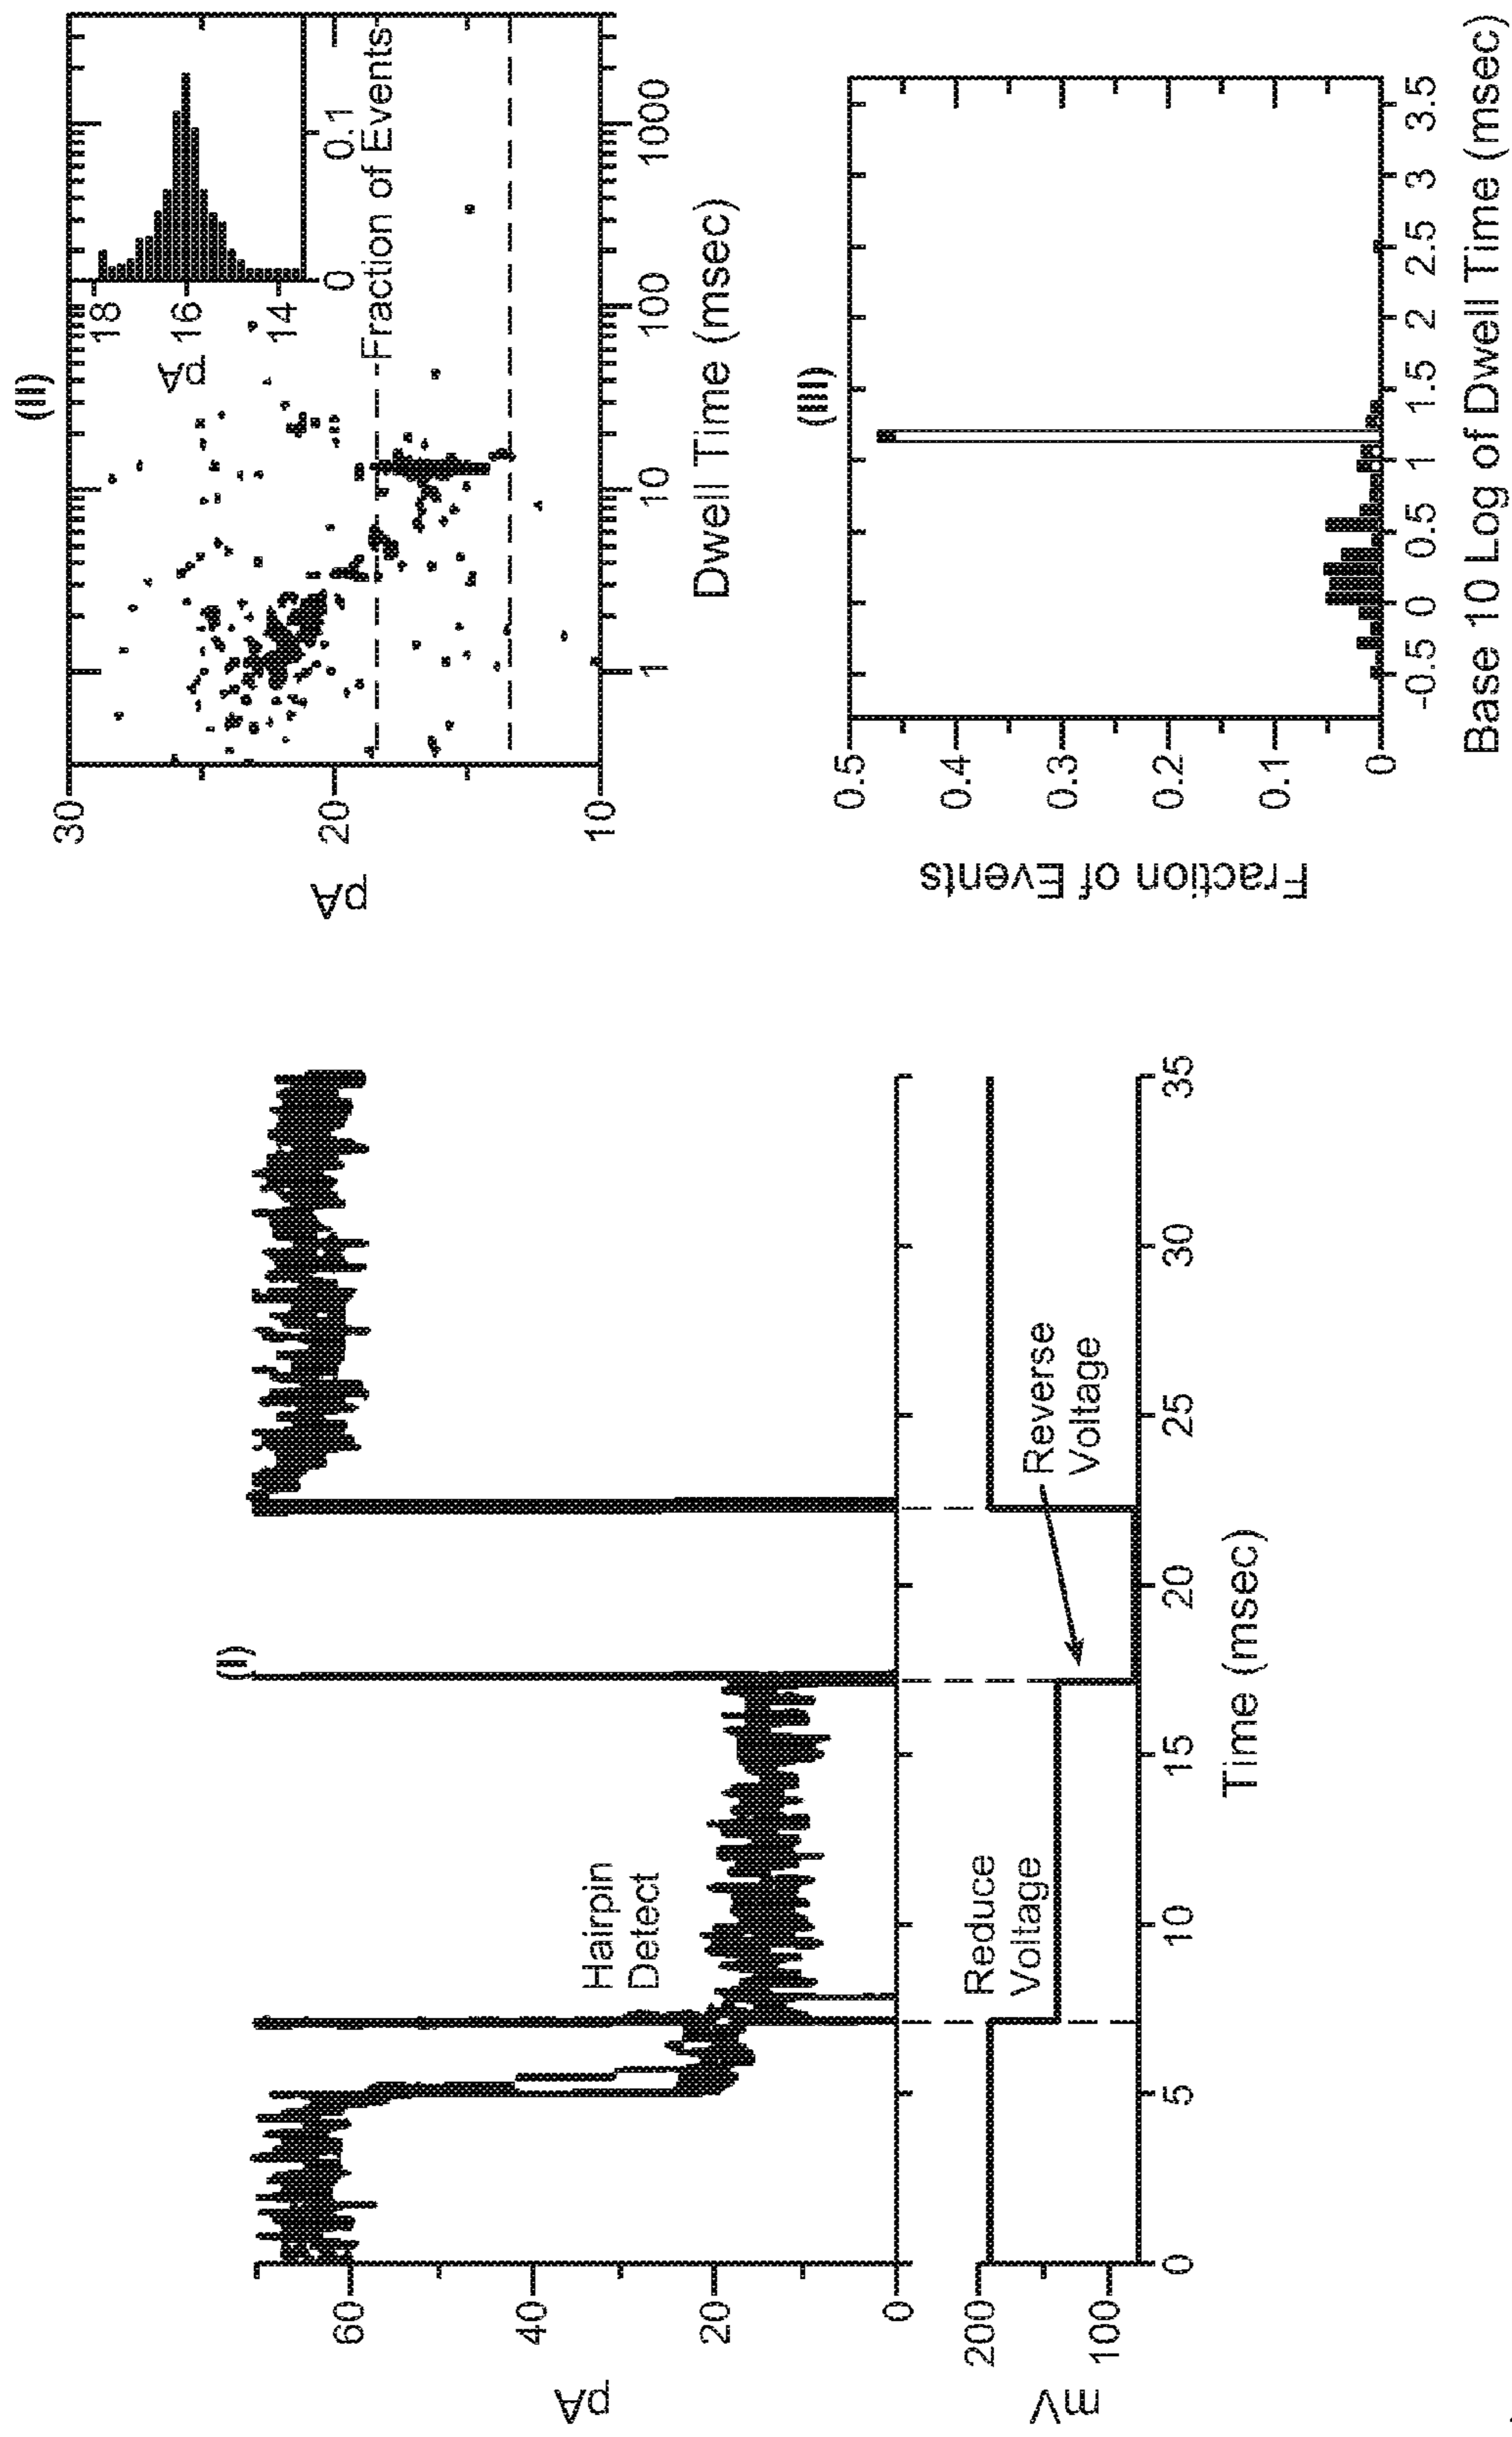 (I)
pA
60
40
20
0
Hairpin
Detect
mV
200
100
Reduce
Voltage
Reverse
Voltage
0
5
10
15
20
25
30
35
Time (msec)
(II)
pA
30
20
10
1
10
100
1000
Dwell Time (msec)
pA
18
16
14
0
0.1
Fraction of Events
(III)
Fraction of Events
0.5
0.4
0.3
0.2
0.1
0
-0.5
0
0.5
1
1.5
2
2.5
3
3.5
Base 10 Log of Dwell Time (msec)